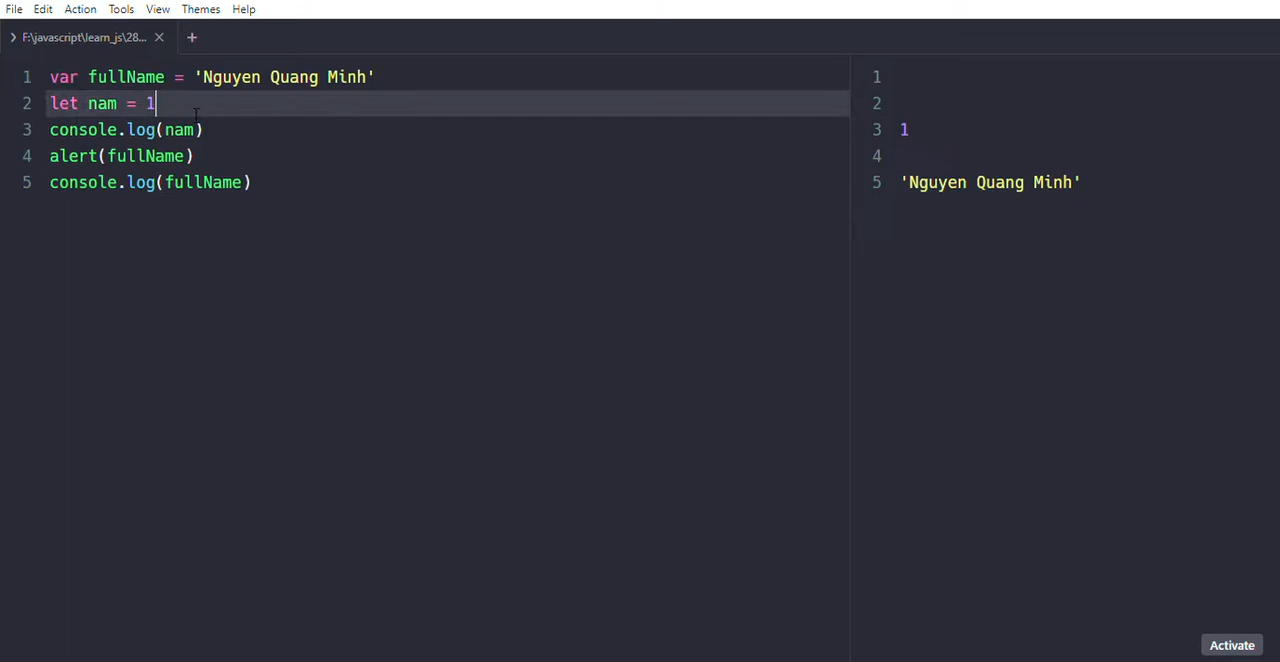 File Edit Action Tools View Themes Help
F:\javascript\learn_js\28...
1 var fullName = 'Nguyen Quang Minh' 1
2 let nam = 1 2
3 console.log(nam) 3 1
4 alert(fullName) 4
5 console.log(fullName) 5 'Nguyen Quang Minh'
Activate